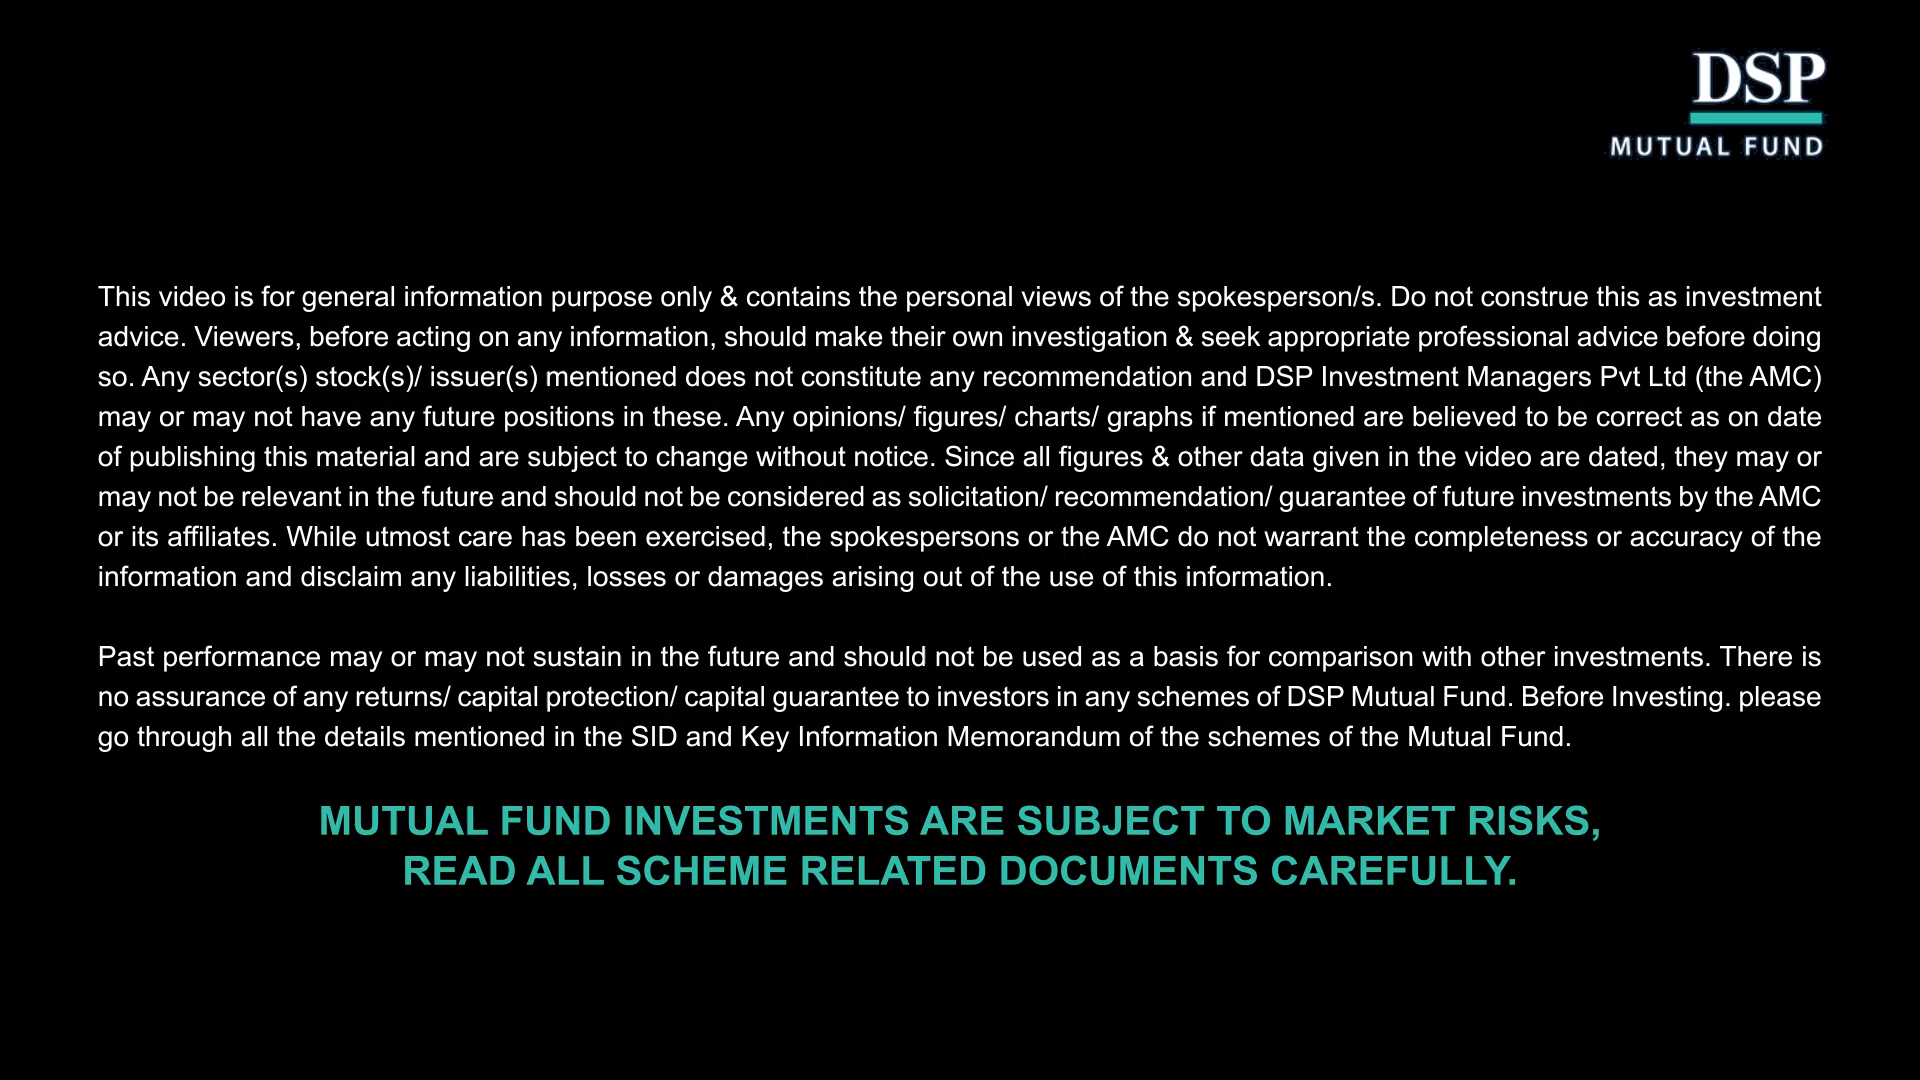 DSP
MUTUAL FUND
This video is for general information purpose only & contains the personal views of the spokesperson/s. Do not construe this as investment
advice. Viewers, before acting on any information, should make their own investigation & seek appropriate professional advice before doing
so. Any sector(s) stock(s)/ issuer(s) mentioned does not constitute any recommendation and DSP Investment Managers Pvt Ltd (the AMC)
may or may not have any future positions in these. Any opinions/ figures/ charts/ graphs if mentioned are believed to be correct as on date
of publishing this material and are subject to change without notice. Since all figures & other data given in the video are dated, they may or
may not be relevant in the future and should not be considered as solicitation/ recommendation/ guarantee of future investments by the AMC
or its affiliates. While utmost care has been exercised, the spokespersons or the AMC do not warrant the completeness or accuracy of the
information and disclaim any liabilities, losses or damages arising out of the use of this information.
Past performance may or may not sustain in the future and should not be used as a basis for comparison with other investments. There is
no assurance of any returns/ capital protection/ capital guarantee to investors in any schemes of DSP Mutual Fund. Before Investing. please
go through all the details mentioned in the SID and Key Information Memorandum of the schemes of the Mutual Fund.
MUTUAL FUND INVESTMENTS ARE SUBJECT TO MARKET RISKS,
READ ALL SCHEME RELATED DOCUMENTS CAREFULLY.